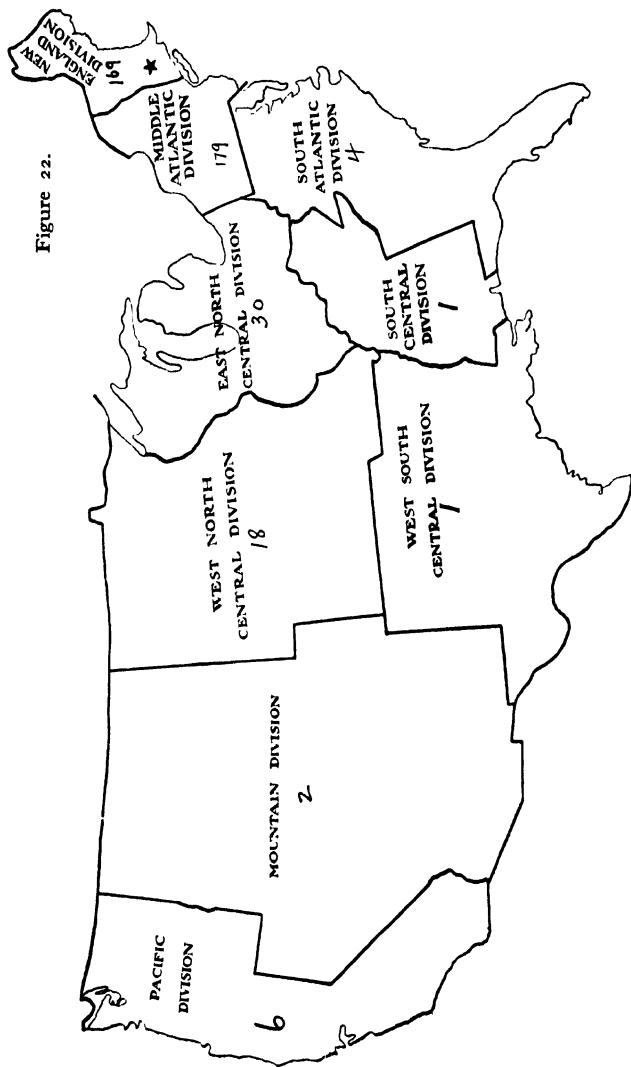 Figure 22.
NEW
ENGLAND
DIVISION
169
MIDDLE
ATLANTIC
DIVISION
179
SOUTH
ATLANTIC
DIVISION
4
EAST NORTH
CENTRAL DIVISION
30
SOUTH
CENTRAL
DIVISION
1
WEST NORTH
CENTRAL DIVISION
18
WEST SOUTH
CENTRAL DIVISION
1
MOUNTAIN DIVISION
2
PACIFIC
DIVISION
6